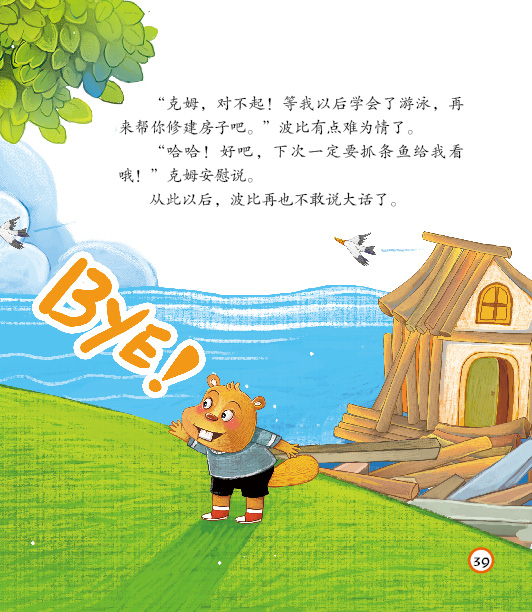 “克姆，对不起！等我以后学会了游泳，再
来帮你修建房子吧。”波比有点难为情了。
“哈哈！好吧，下次一定要抓条鱼给我看
哦！”克姆安慰说。
从此以后，波比再也不敢说大话了。
BYE!
39